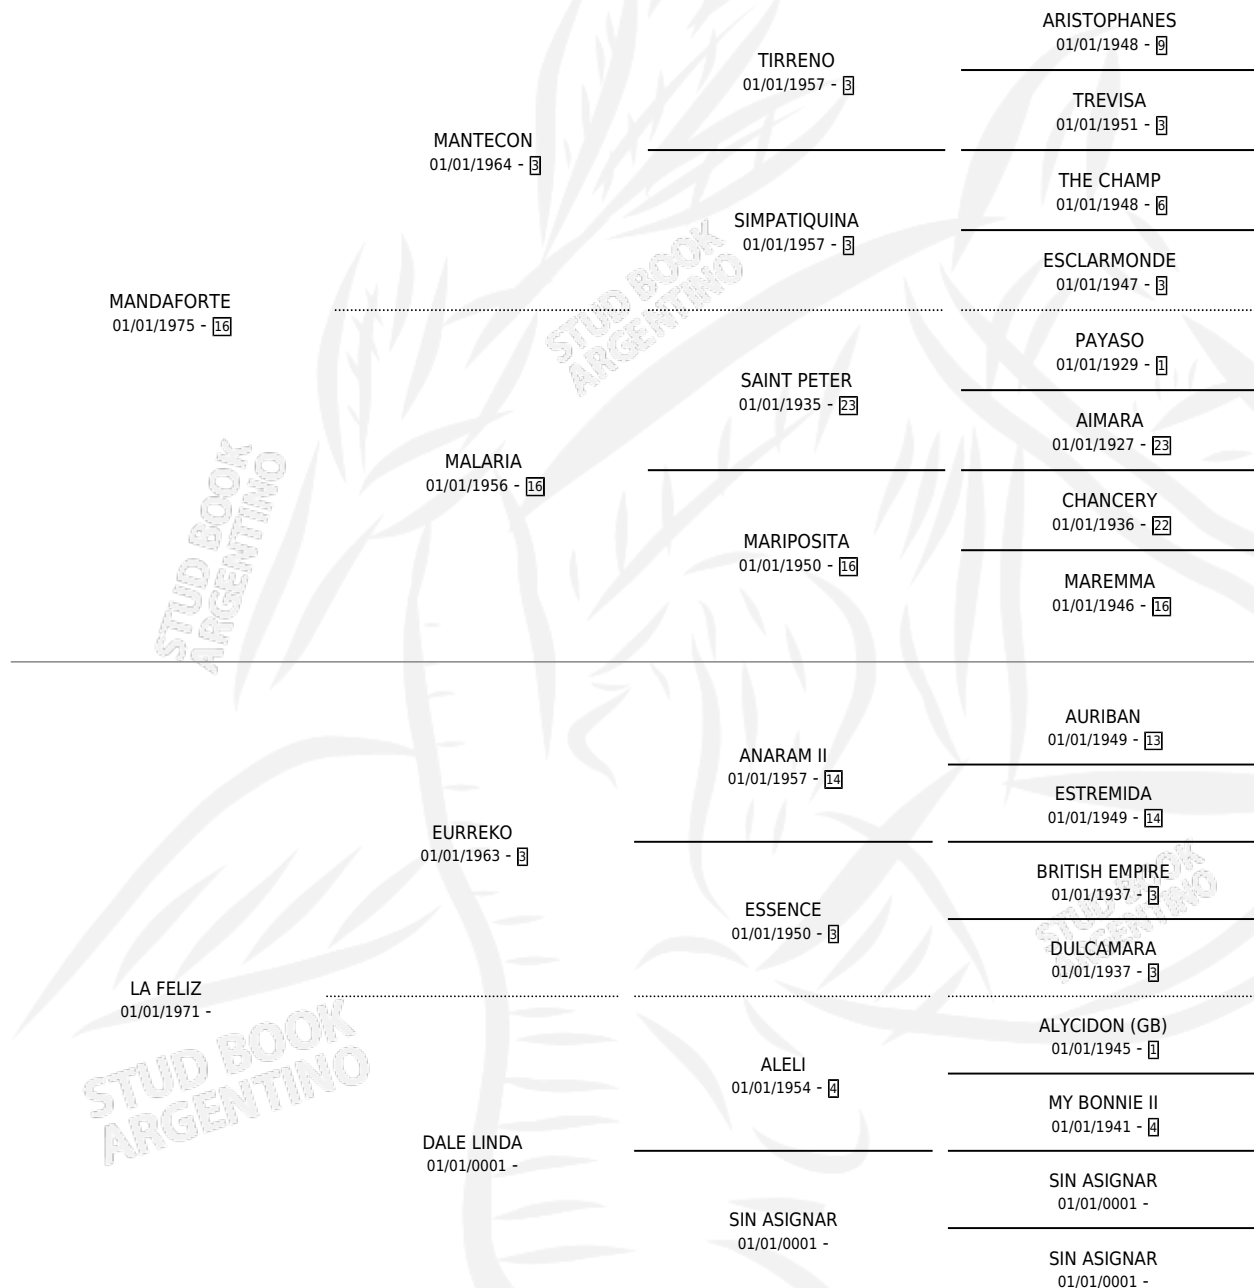 ARISTOPHANES
01/01/1948 - 9
TIRRENO
01/01/1957 - 3
TREVISA
01/01/1951 - 3
MANTECON
01/01/1964 - 3
THE CHAMP
01/01/1948 - 6
SIMPATIQUINA
01/01/1957 - 3
ESCLARMONDE
01/01/1947 - 3
MANDAFORTE
01/01/1975 - 16
PAYASO
01/01/1929 - 1
SAINT PETER
01/01/1935 - 23
AIMARA
01/01/1927 - 23
MALARIA
01/01/1956 - 16
CHANCERY
01/01/1936 - 22
MARIPOSITA
01/01/1950 - 16
MAREMMA
01/01/1946 - 16
AURIBAN
01/01/1949 - 13
ANARAM II
01/01/1957 - 14
ESTREMIDA
01/01/1949 - 14
EURREKO
01/01/1963 - 3
BRITISH EMPIRE
01/01/1937 - 3
ESSENCE
01/01/1950 - 3
DULCAMARA
01/01/1937 - 3
LA FELIZ
01/01/1971 -
ALYCIDON (GB)
01/01/1945 - 1
ALELI
01/01/1954 - 4
MY BONNIE II
01/01/1941 - 4
DALE LINDA
01/01/0001 -
SIN ASIGNAR
01/01/0001 -
SIN ASIGNAR
01/01/0001 -
SIN ASIGNAR
01/01/0001 -
STUD BOOK
ARGENTINO
STUD BOOK
ARGENTINO
STUD BOOK
ARGENTINO
STUD BOOK
ARGENTINO